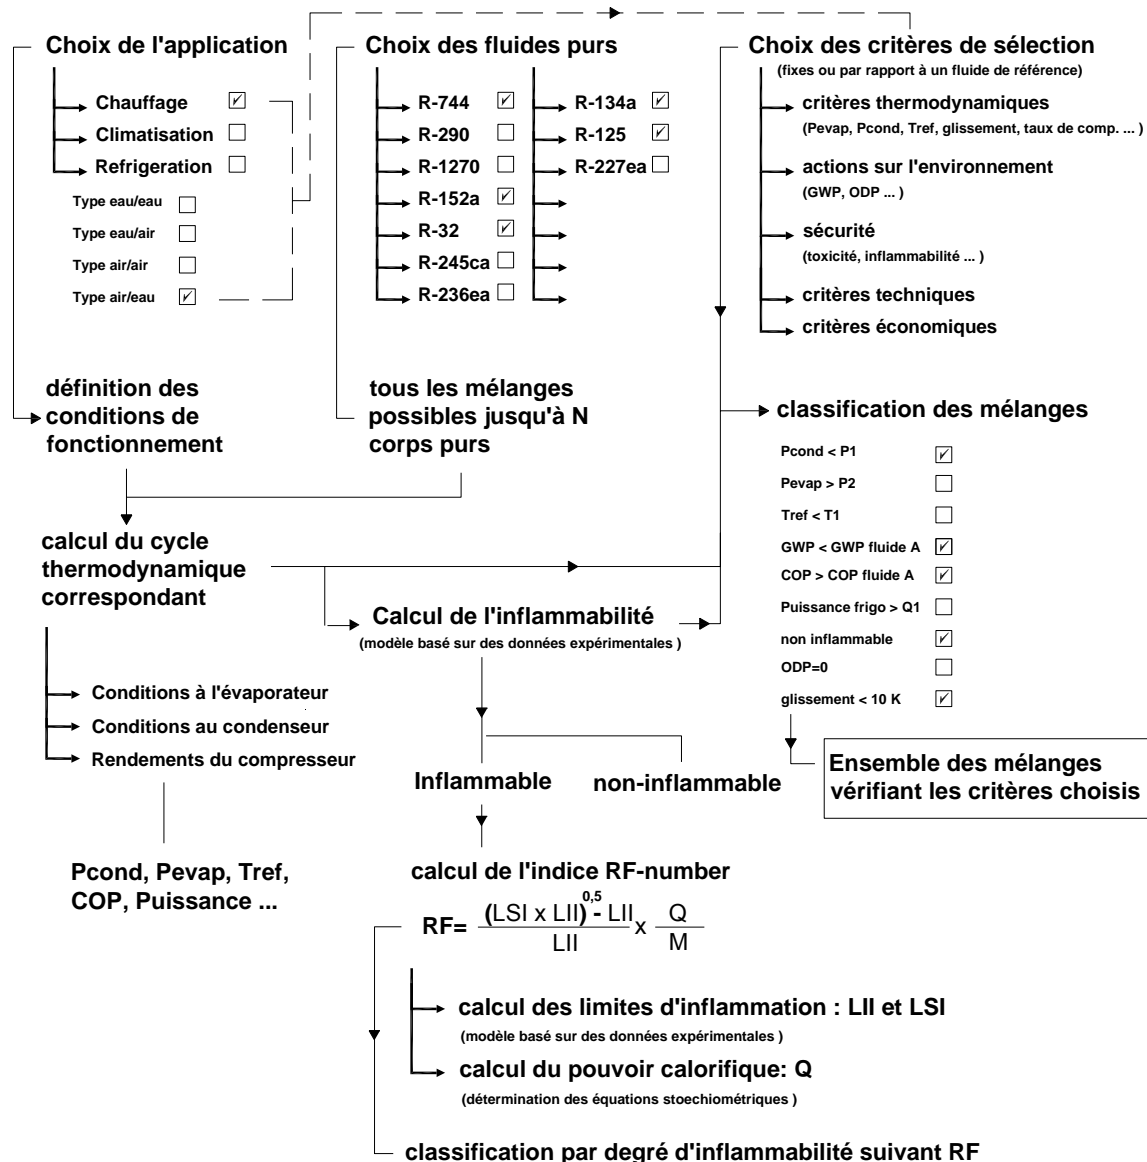 Choix de l'application
Chauffage
Climatisation
Refrigeration
Type eau/eau
Type eau/air
Type air/air
Type air/eau
Choix des fluides purs
R-744
R-290
R-1270
R-152a
R-32
R-245ca
R-236ea
R-134a
R-125
R-227ea
Choix des critères de sélection
(fixes ou par rapport à un fluide de référence)
critères thermodynamiques
(Pevap, Pcond, Tref, glissement, taux de comp. ... )
actions sur l'environnement
(GWP, ODP ... )
sécurité
(toxicité, inflammabilité ... )
critères techniques
critères économiques
définition des
conditions de
fonctionnement
tous les mélanges
possibles jusqu'à N
corps purs
classification des mélanges
Pcond < P1
Pevap > P2
Tref < T1
GWP < GWP fluide A
COP > COP fluide A
Puissance frigo > Q1
non inflammable
ODP=0
glissement < 10 K
Ensemble des mélanges
vérifiant les critères choisis
calcul du cycle
thermodynamique
correspondant
Conditions à l'évaporateur
Conditions au condenseur
Rendements du compresseur
Pcond, Pevap, Tref,
COP, Puissance ...
Calcul de l'inflammabilité
(modèle basé sur des données expérimentales )
Inflammable
non-inflammable
calcul de l'indice RF-number
RF= (LSI x LII)^0,5 - LII / LII x Q / M
calcul des limites d'inflammation : LII et LSI
(modèle basé sur des données expérimentales )
calcul du pouvoir calorifique: Q
(détermination des équations stoechiométriques )
classification par degré d'inflammabilité suivant RF